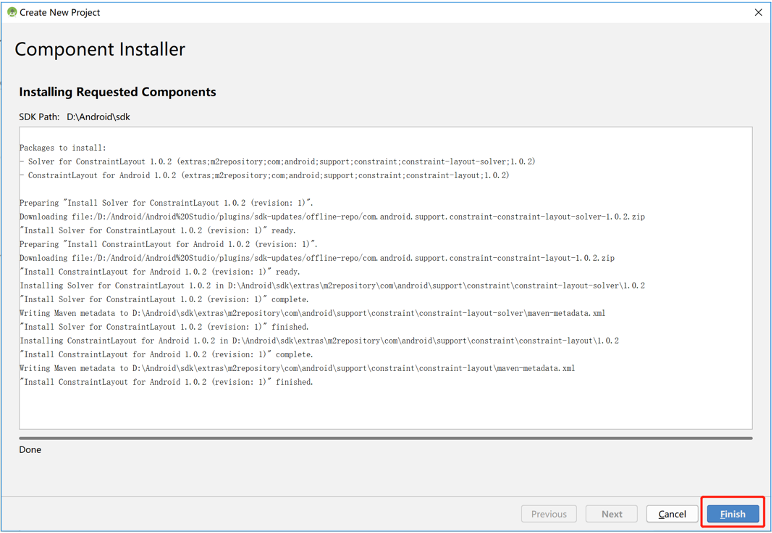 Create New Project
Component Installer
Installing Requested Components
SDK Path: D:\Android\sdk
Packages to install:
- Solver for ConstraintLayout 1.0.2 (extras;m2repository;com;android;support;constraint;constraint-layout-solver;1.0.2)
- ConstraintLayout for Android 1.0.2 (extras;m2repository;com;android;support;constraint;constraint-layout;1.0.2)
Preparing "Install Solver for ConstraintLayout 1.0.2 (revision: 1)".
Downloading file:/D:/Android/Android%20Studio/plugins/sdk-updates/offline-repo/com.android.support.constraint-constraint-layout-solver-1.0.2.zip
"Install Solver for ConstraintLayout 1.0.2 (revision: 1)" ready.
Preparing "Install ConstraintLayout for Android 1.0.2 (revision: 1)".
Downloading file:/D:/Android/Android%20Studio/plugins/sdk-updates/offline-repo/com.android.support.constraint-constraint-layout-1.0.2.zip
"Install ConstraintLayout for Android 1.0.2 (revision: 1)" ready.
Installing Solver for ConstraintLayout 1.0.2 in D:\Android\sdk\extras\m2repository\com\android\support\constraint\constraint-layout-solver\1.0.2
"Install Solver for ConstraintLayout 1.0.2 (revision: 1)" complete.
Writing Maven metadata to D:\Android\sdk\extras\m2repository\com\android\support\constraint\constraint-layout-solver\maven-metadata.xml
"Install Solver for ConstraintLayout 1.0.2 (revision: 1)" finished.
Installing ConstraintLayout for Android 1.0.2 in D:\Android\sdk\extras\m2repository\com\android\support\constraint\constraint-layout\1.0.2
"Install ConstraintLayout for Android 1.0.2 (revision: 1)" complete.
Writing Maven metadata to D:\Android\sdk\extras\m2repository\com\android\support\constraint\constraint-layout\maven-metadata.xml
"Install ConstraintLayout for Android 1.0.2 (revision: 1)" finished.
Done
Previous Next Cancel Finish